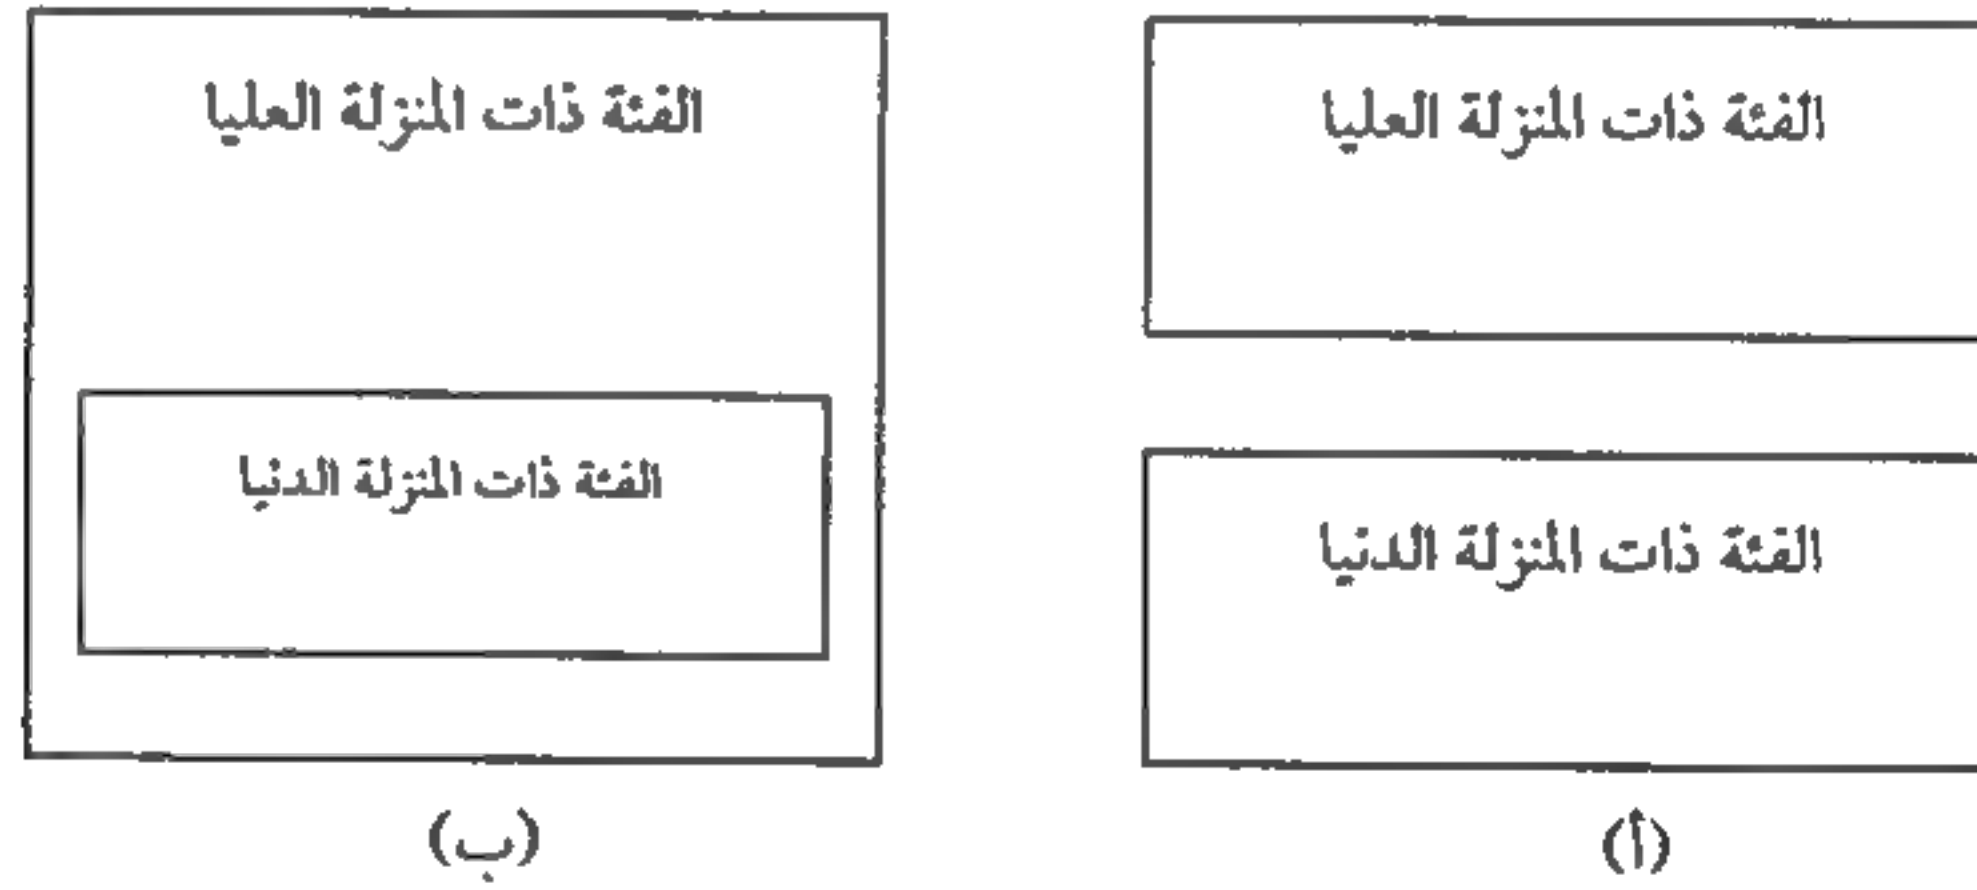 الفئة ذات المنزلة العليا
الفئة ذات المنزلة الدنيا
(أ)
الفئة ذات المنزلة العليا
الفئة ذات المنزلة الدنيا
(ب)